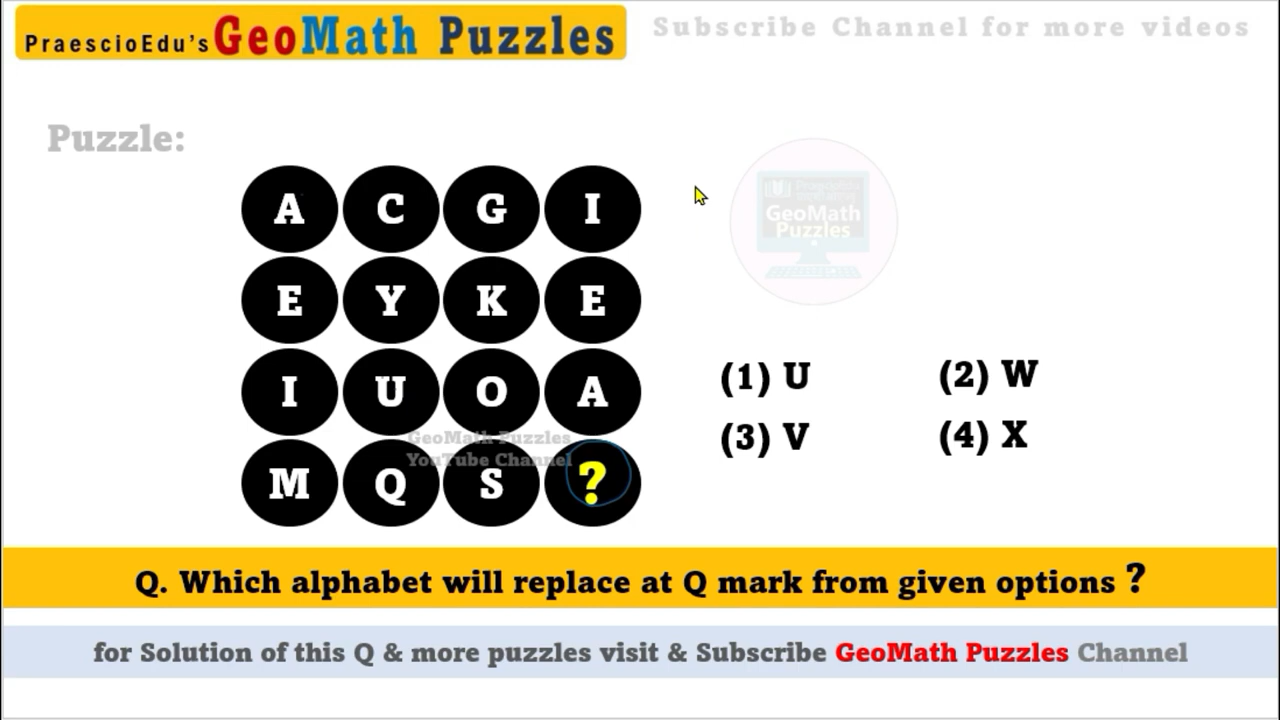 PraescioEdu's GeoMath Puzzles
Subscribe Channel for more videos
Puzzle:
A C G I
E Y K E
I U O A
M Q S ?
GeoMath Puzzles
YouTube Channel
GeoMath
Puzzles
(1) U (2) W
(3) V (4) X
Q. Which alphabet will replace at Q mark from given options ?
for Solution of this Q & more puzzles visit & Subscribe GeoMath Puzzles Channel